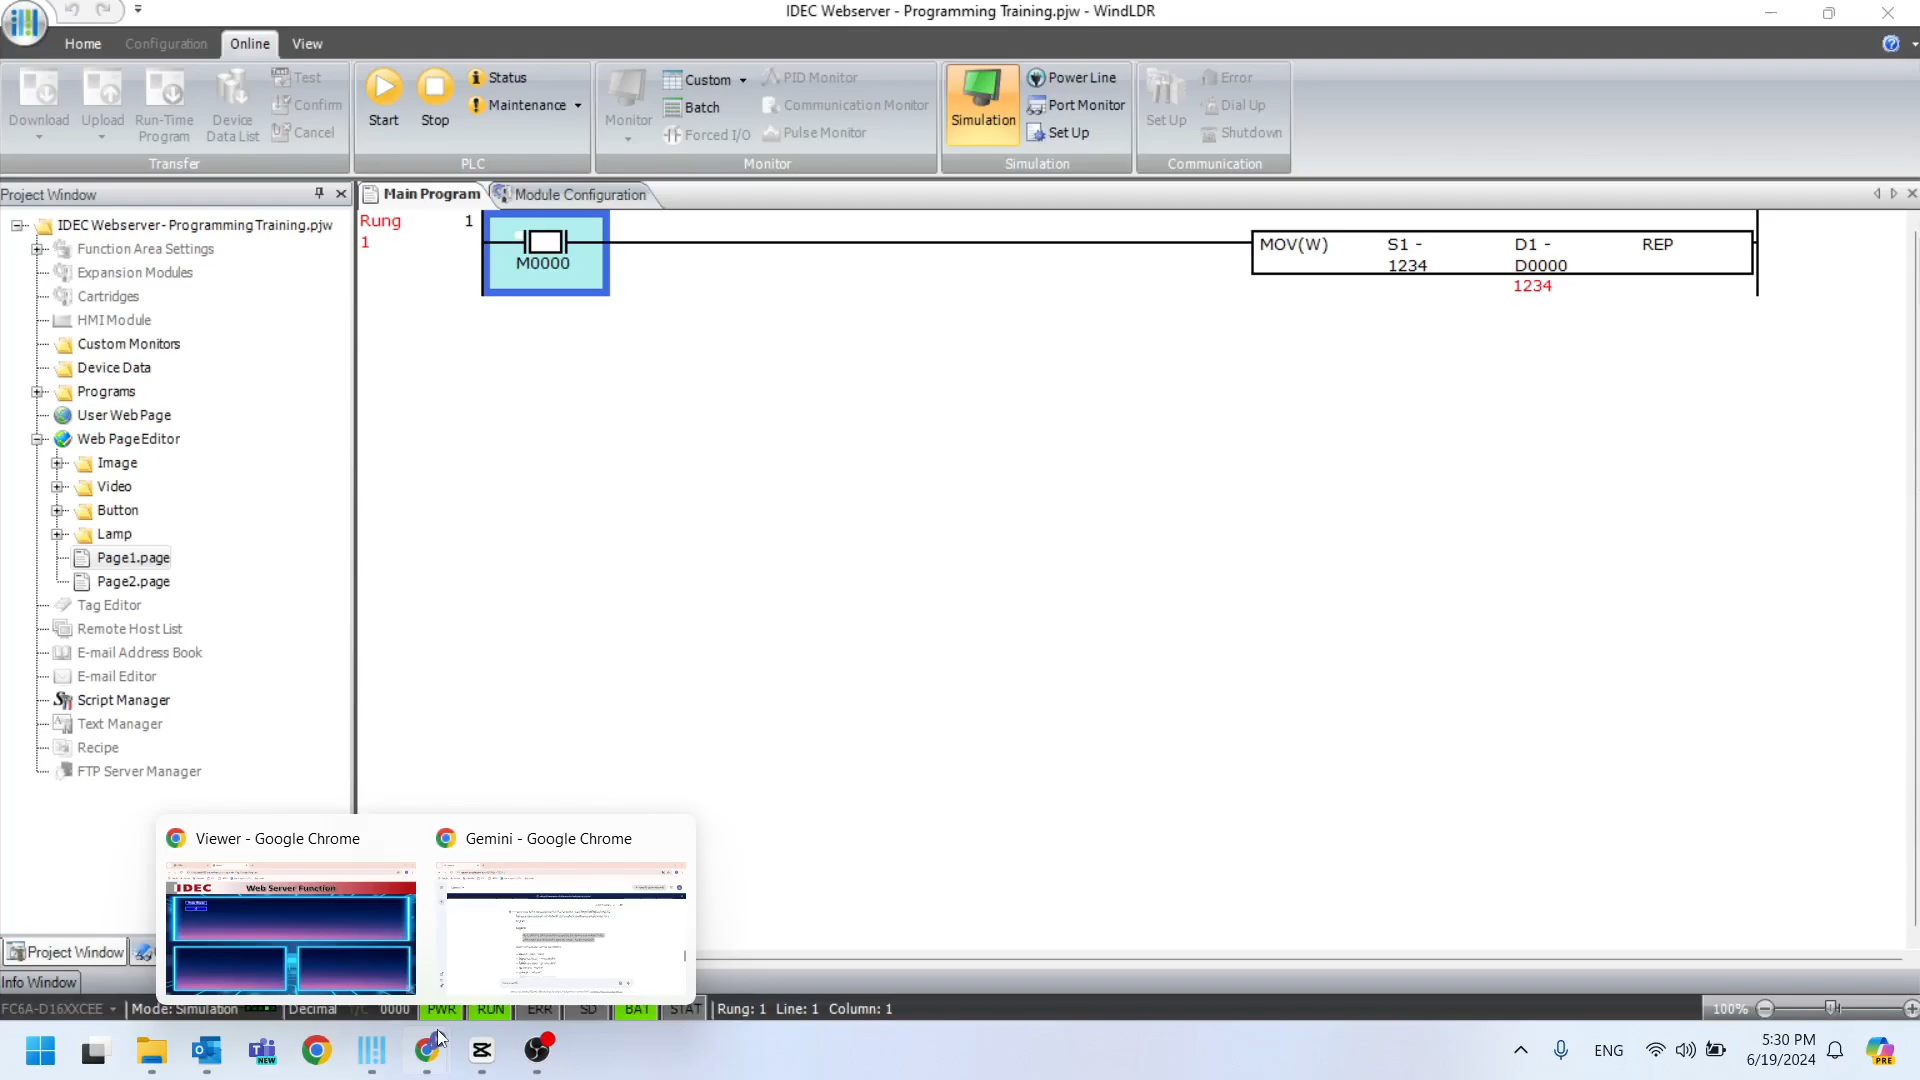 IDEC Webserver - Programming Training.pjw - WindLDR
Home
Configuration
Online
View
Download
Upload
Run-Time
Program
Device
Data List
Test
Confirm
Cancel
Transfer
Start
Stop
Status
Maintenance
PLC
Monitor
Custom
Batch
Forced I/O
PID Monitor
Communication Monitor
Pulse Monitor
Monitor
Simulation
Power Line
Port Monitor
Set Up
Simulation
Set Up
Error
Dial Up
Shutdown
Communication
Project Window
Main Program
Module Configuration
IDEC Webserver- Programming Training.pjw
Function Area Settings
Expansion Modules
Cartridges
HMI Module
Custom Monitors
Device Data
Programs
User Web Page
Web Page Editor
Image
Video
Button
Lamp
Page1.page
Page2.page
Tag Editor
Remote Host List
E-mail Address Book
E-mail Editor
Script Manager
Text Manager
Recipe
FTP Server Manager
Rung 1
1
M0000
MOV(W) S1 - D1 - REP
1234 D0000
1234
Viewer - Google Chrome
Gemini - Google Chrome
IDEC Web Server Function
Project Window
Info Window
FC6A-D16XXCEE
Mode: Simulation
Decimal
T/C 0000
PWR
RUN
ERR
SD
BAT
STAT
Rung: 1 Line: 1 Column: 1
100%
NEW
ENG
5:30 PM
6/19/2024
PRE